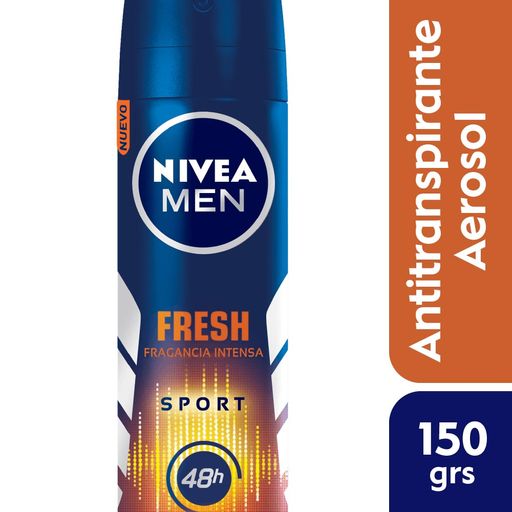 NUEVO
NIVEA
MEN
FRESH
FRAGANCIA INTENSA
SPORT
48h
Antitranspirante
Aerosol
150
grs